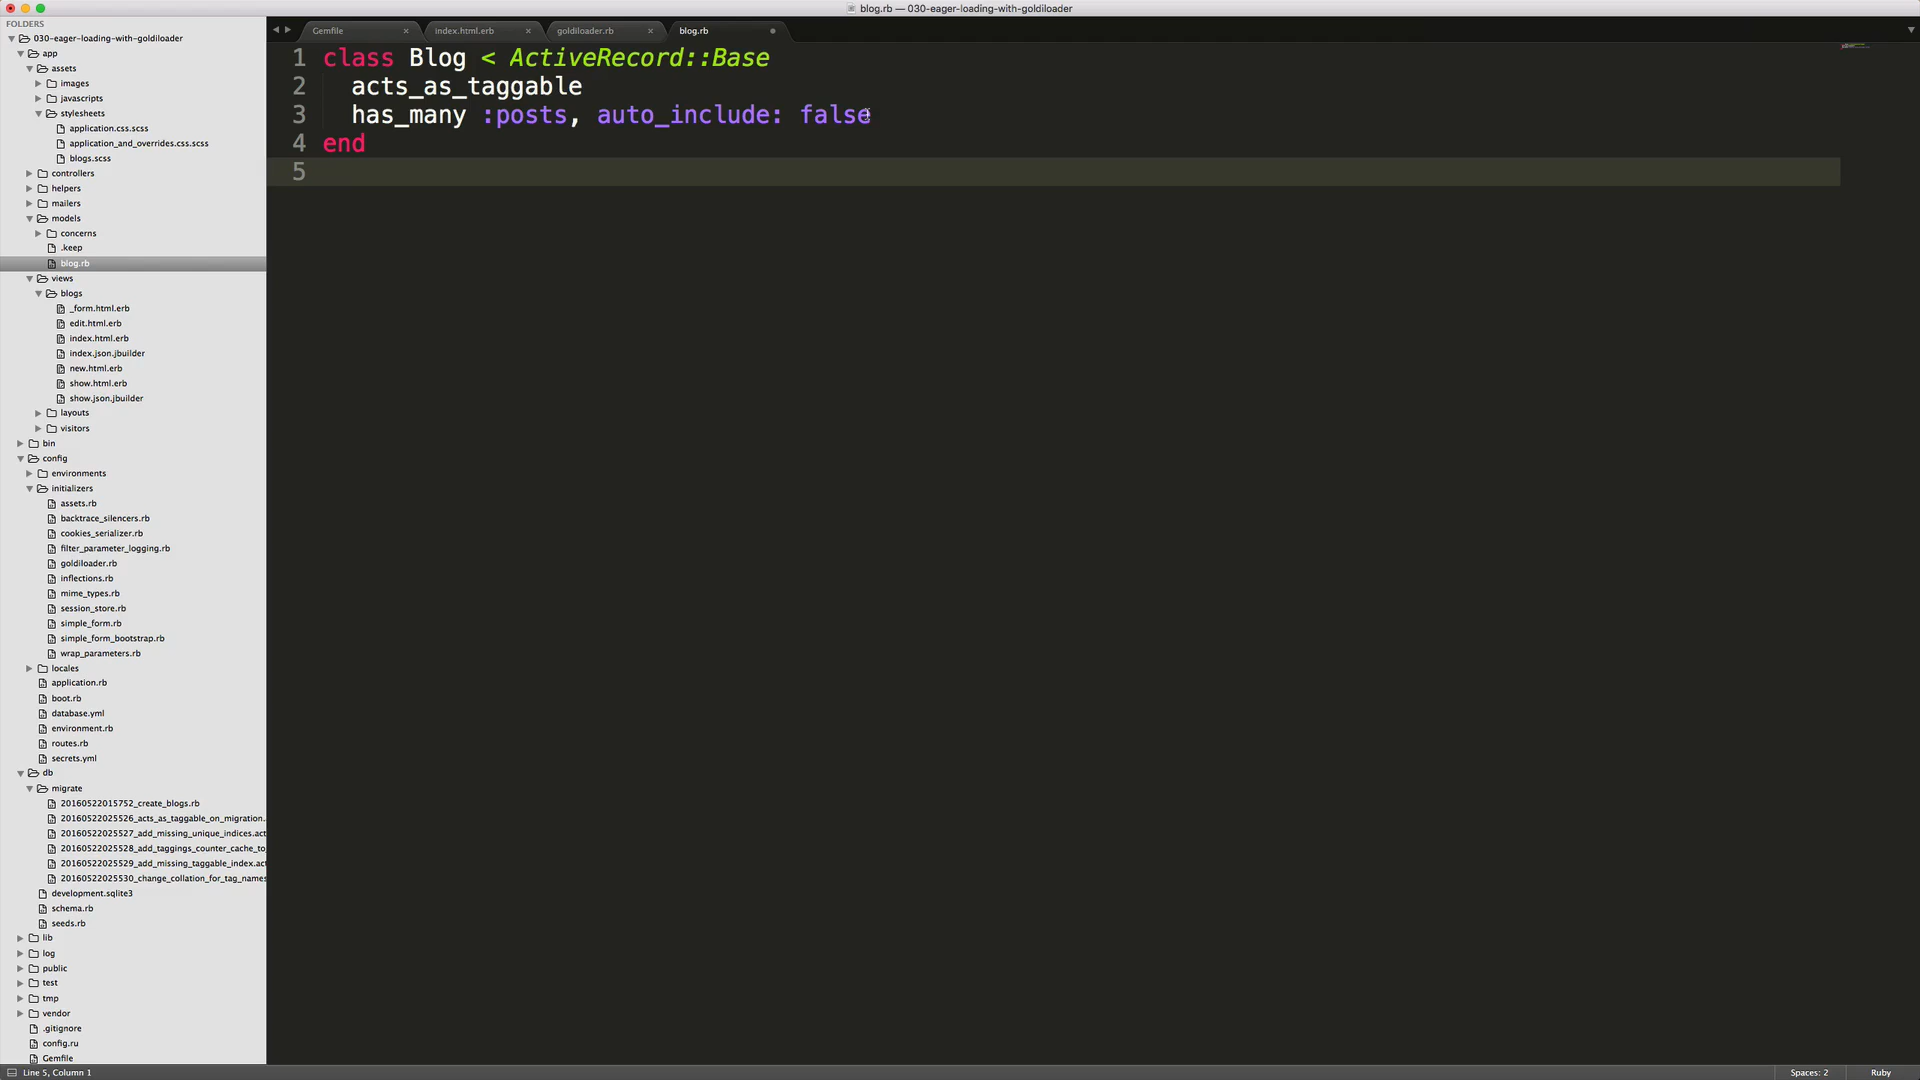 blog.rb — 030-eager-loading-with-goldiloader
FOLDERS
030-eager-loading-with-goldiloader
app
assets
images
javascripts
stylesheets
application.css.scss
application_and_overrides.css.scss
blogs.scss
controllers
helpers
mailers
models
concerns
.keep
blog.rb
views
blogs
_form.html.erb
edit.html.erb
index.html.erb
index.json.jbuilder
new.html.erb
show.html.erb
show.json.jbuilder
layouts
visitors
bin
config
environments
initializers
assets.rb
backtrace_silencers.rb
cookies_serializer.rb
filter_parameter_logging.rb
goldiloader.rb
inflections.rb
mime_types.rb
session_store.rb
simple_form.rb
simple_form_bootstrap.rb
wrap_parameters.rb
locales
application.rb
boot.rb
database.yml
environment.rb
routes.rb
secrets.yml
db
migrate
20160522015752_create_blogs.rb
20160522025526_acts_as_taggable_on_migration.
20160522025527_add_missing_unique_indices.act
20160522025528_add_taggings_counter_cache_to_
20160522025529_add_missing_taggable_index.act
20160522025530_change_collation_for_tag_names
development.sqlite3
schema.rb
seeds.rb
lib
log
public
test
tmp
vendor
.gitignore
config.ru
Gemfile
Gemfile index.html.erb goldiloader.rb blog.rb
1 class Blog < ActiveRecord::Base
2 acts_as_taggable
3 has_many :posts, auto_include: false
4 end
5
Line 5, Column 1 Spaces: 2 Ruby